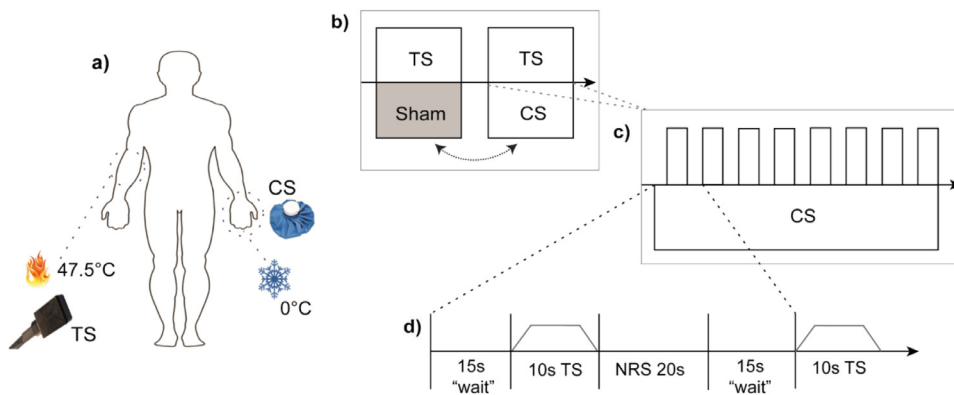 a)
CS
47.5°C
0°C
TS
b)
TS
TS
Sham
CS
c)
CS
d)
15s
"wait"
10s TS
NRS 20s
15s
"wait"
10s TS